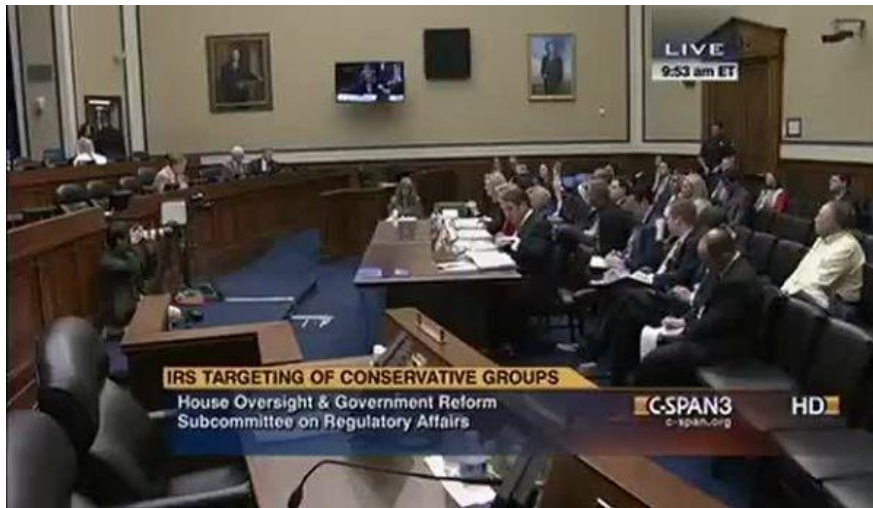 LIVE
9:53 am ET
IRS TARGETING OF CONSERVATIVE GROUPS
House Oversight & Government Reform
Subcommittee on Regulatory Affairs
C-SPAN3
c-span.org
HD